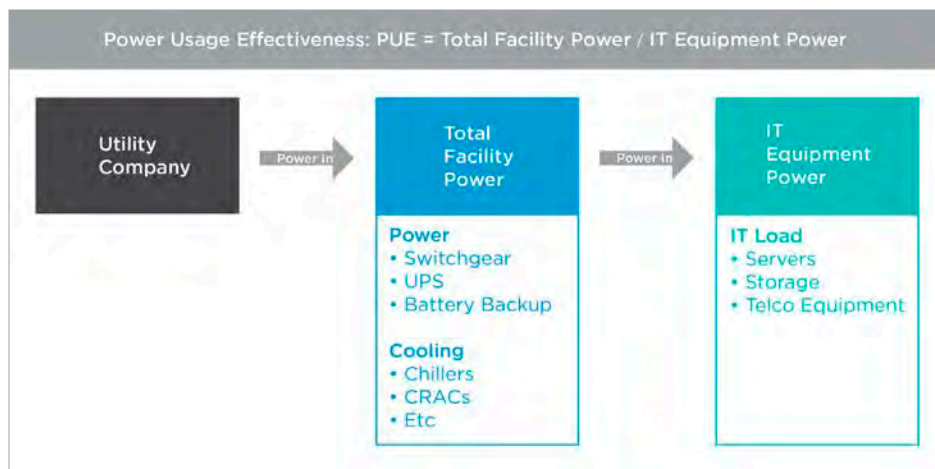 Power Usage Effectiveness: PUE = Total Facility Power / IT Equipment Power
Utility
Company
Power in
Total
Facility
Power
Power in
IT
Equipment
Power
Power
• Switchgear
• UPS
• Battery Backup
Cooling
• Chillers
• CRACs
• Etc
IT Load
• Servers
• Storage
• Telco Equipment